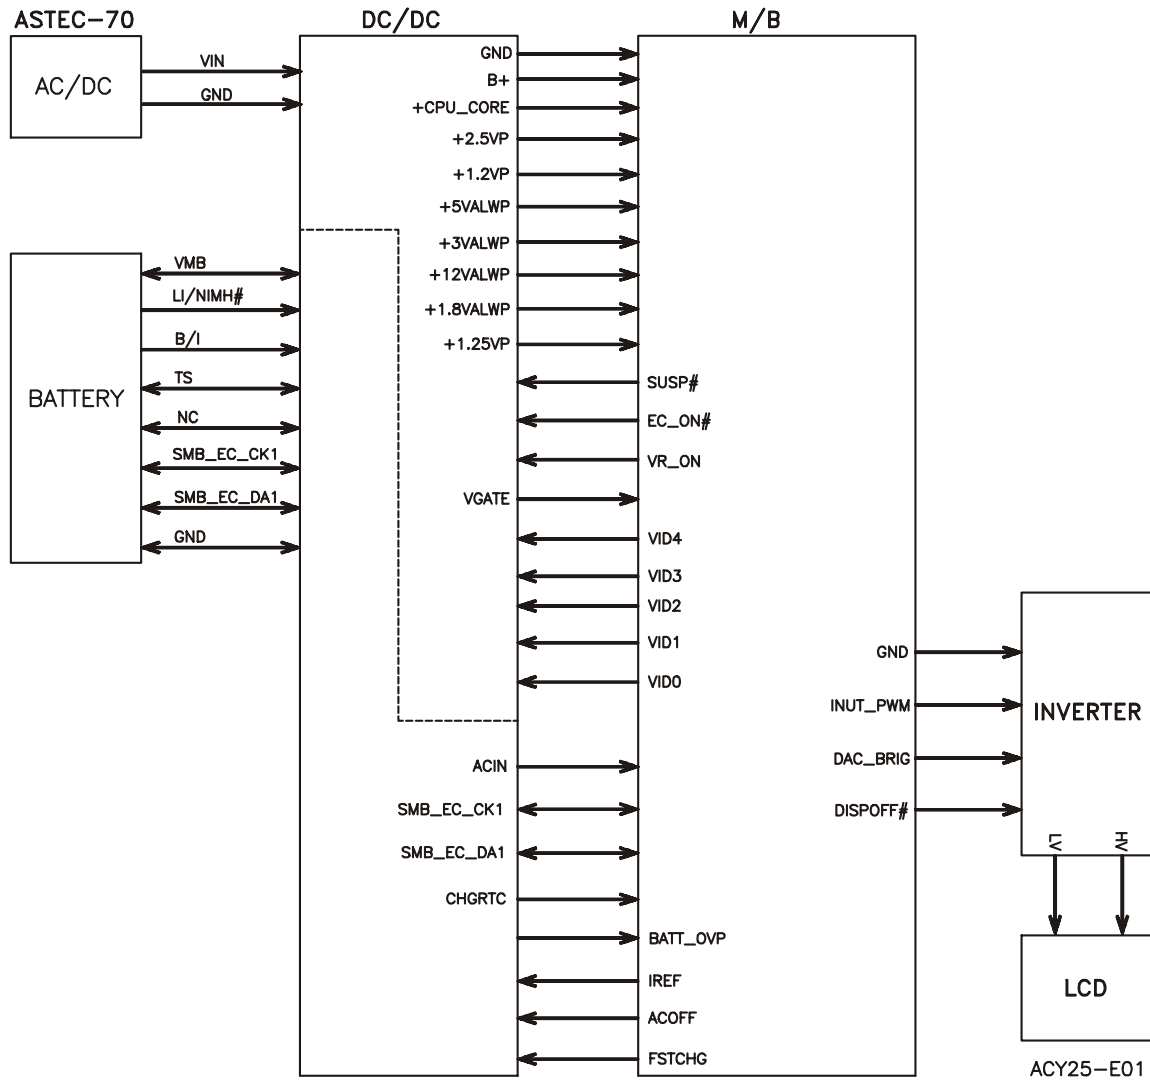 ASTEC-70
DC/DC
M/B
AC/DC
VIN
GND
BATTERY
VMB
LI/NIMH#
B/I
TS
NC
SMB_EC_CK1
SMB_EC_DA1
GND
GND
B+
+CPU_CORE
+2.5VP
+1.2VP
+5VALWP
+3VALWP
+12VALWP
+1.8VALWP
+1.25VP
SUSP#
EC_ON#
VR_ON
VGATE
VID4
VID3
VID2
VID1
VID0
ACIN
SMB_EC_CK1
SMB_EC_DA1
CHGRTC
BATT_OVP
IREF
ACOFF
FSTCHG
GND
INUT_PWM
DAC_BRIG
DISPOFF#
INVERTER
LV
HV
LCD
ACY25-E01